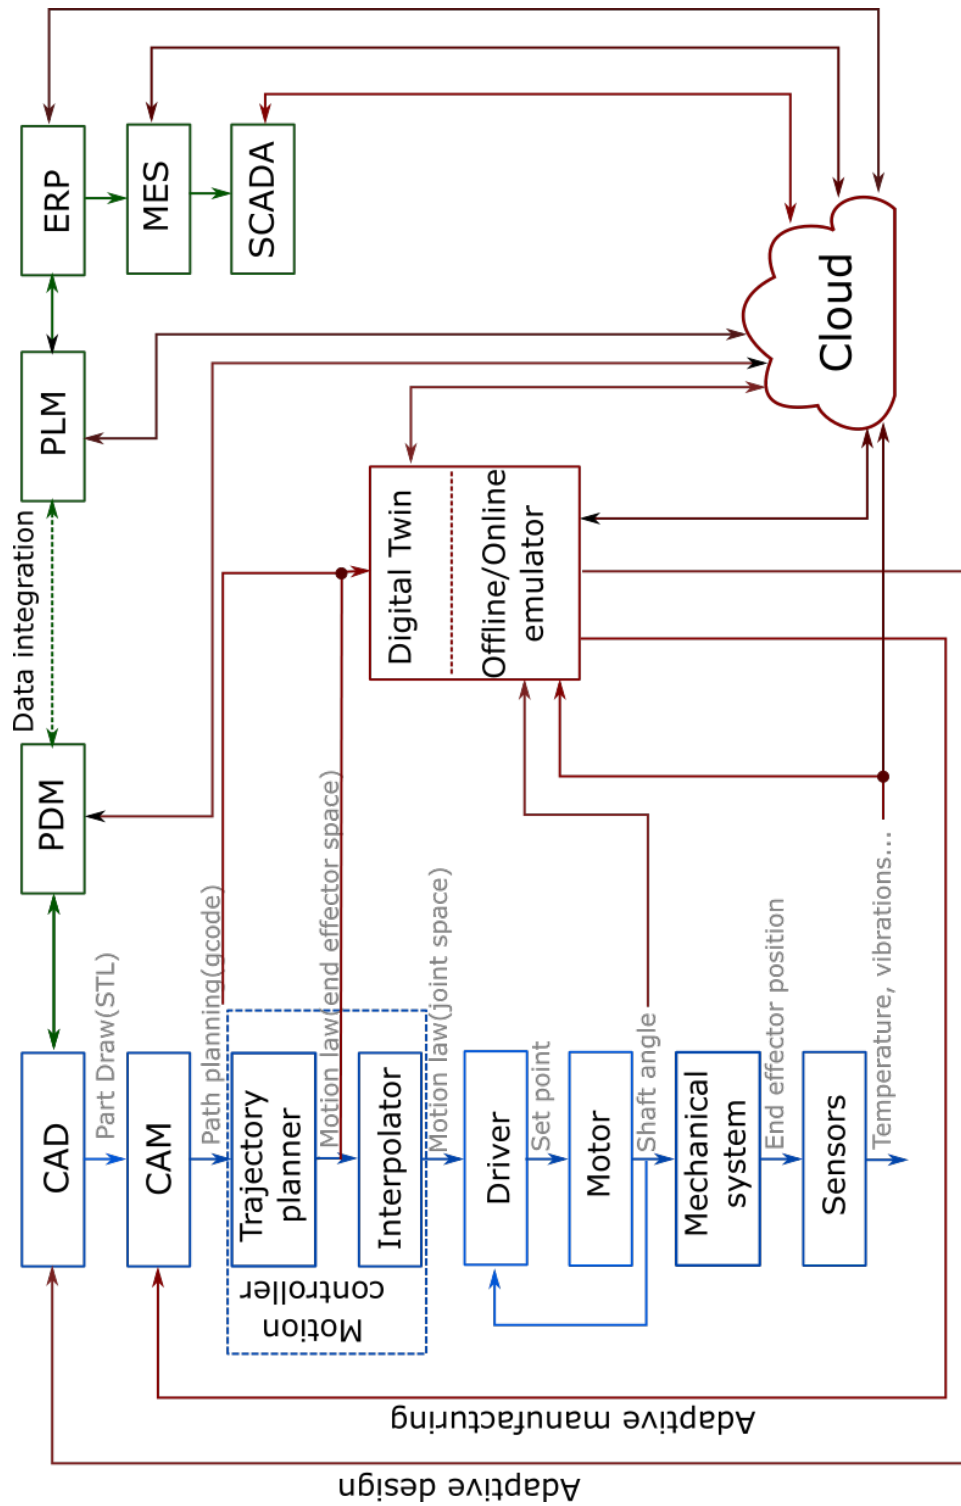 ERP
MES
SCADA
PLM
Data integration
PDM
Cloud
Digital Twin
Offline/Online
emulator
CAD
Part Draw(STL)
CAM
Path planning(gcode)
Trajectory
planner
Motion law(end effector space)
Interpolator
Motion law(joint space)
Motion
controller
Driver
Set point
Motor
Shaft angle
Mechanical
system
End effector position
Sensors
Temperature, vibrations...
Adaptive manufacturing
Adaptive design